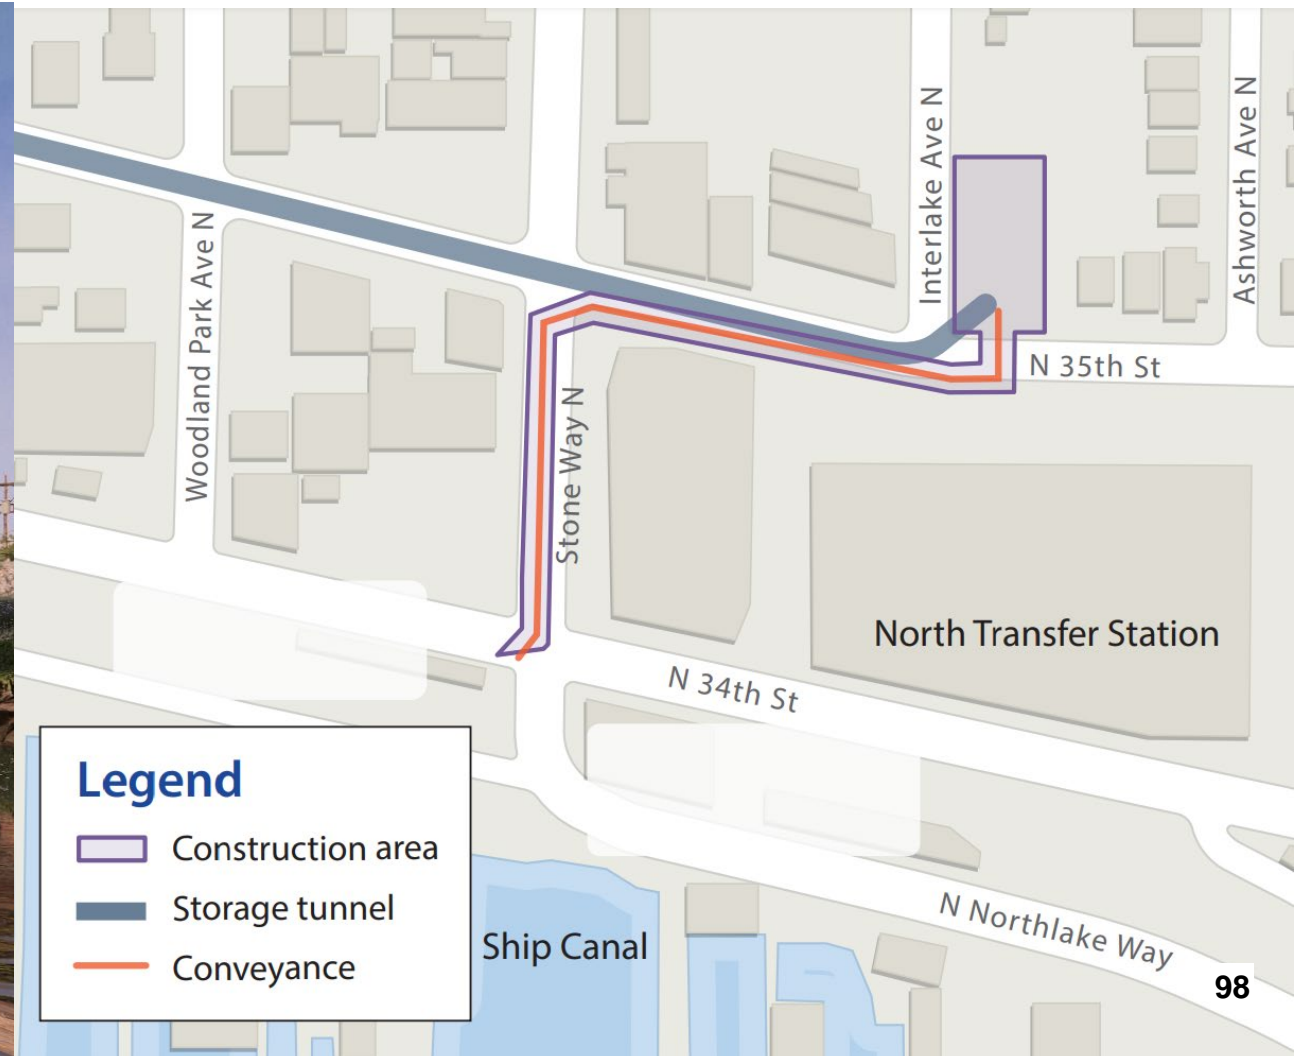 Interlake Ave N
Ashworth Ave N
Woodland Park Ave N
N 35th St
Stone Way N
North Transfer Station
N 34th St
Legend
Construction area
Storage tunnel
Conveyance
Ship Canal
N Northlake Way
98